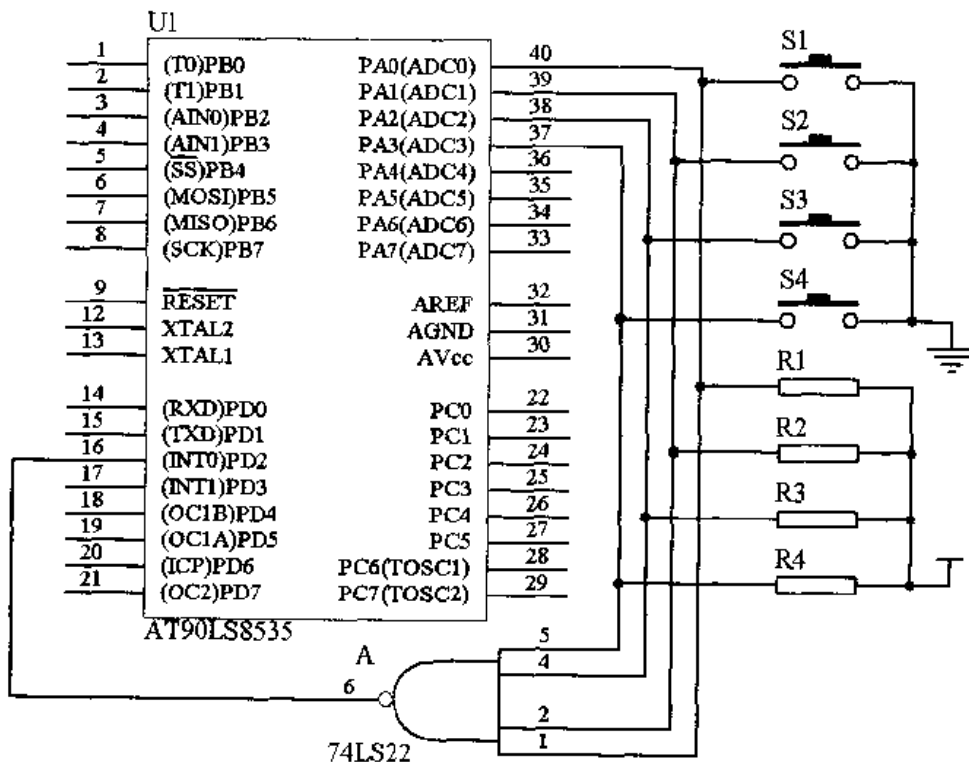 U1
1 (T0)PB0
2 (T1)PB1
3 (AIN0)PB2
4 (AIN1)PB3
5 (SS)PB4
6 (MOSI)PB5
7 (MISO)PB6
8 (SCK)PB7
9 RESET
12 XTAL2
13 XTAL1
14 (RXD)PD0
15 (TXD)PD1
16 (INT0)PD2
17 (INT1)PD3
18 (OC1B)PD4
19 (OC1A)PD5
20 (ICP)PD6
21 (OC2)PD7
PA0(ADC0) 40
PA1(ADC1) 39
PA2(ADC2) 38
PA3(ADC3) 37
PA4(ADC4) 36
PA5(ADC5) 35
PA6(ADC6) 34
PA7(ADC7) 33
AREF 32
AGND 31
AVcc 30
PC0 22
PC1 23
PC2 24
PC3 25
PC4 26
PC5 27
PC6(TOSC1) 28
PC7(TOSC2) 29
AT90LS8535
S1
S2
S3
S4
R1
R2
R3
R4
A
6
5
4
2
1
74LS22